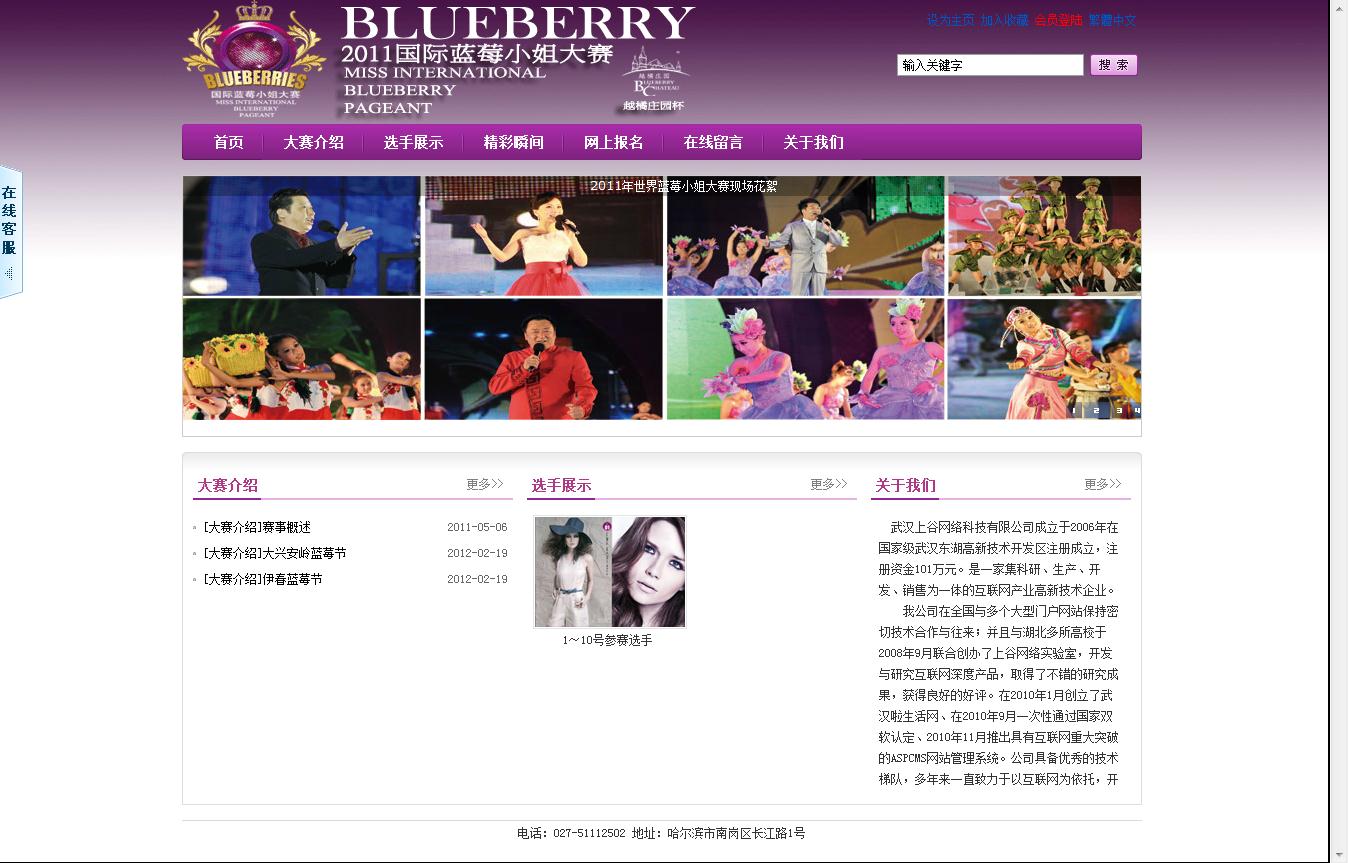 设为主页 加入收藏 会员登陆 繁體中文
BLUEBERRY
2011国际蓝莓小姐大赛
MISS INTERNATIONAL
BLUEBERRY
PAGEANT
BLUEBERRIES
国际蓝莓小姐大赛
MISS INTERNATIONAL
BLUEBERRY
PAGEANT
越橘庄园
BLUEBERRY
CHATEAU
越橘庄园杯
输入关键字
搜 索
首页 大赛介绍 选手展示 精彩瞬间 网上报名 在线留言 关于我们
在线客服
2011年世界蓝莓小姐大赛现场花絮
1 2 3 4
大赛介绍 更多>>
[大赛介绍]赛事概述 2011-05-06
[大赛介绍]大兴安岭蓝莓节 2012-02-19
[大赛介绍]伊春蓝莓节 2012-02-19
选手展示 更多>>
1～10号参赛选手
关于我们 更多>>
武汉上谷网络科技有限公司成立于2006年在
国家级武汉东湖高新技术开发区注册成立，注
册资金101万元。是一家集科研、生产、开
发、销售为一体的互联网产业高新技术企业。
我公司在全国与多个大型门户网站保持密
切技术合作与往来；并且与湖北多所高校于
2008年9月联合创办了上谷网络实验室，开发
与研究互联网深度产品，取得了不错的研究成
果，获得良好的好评。在2010年1月创立了武
汉啦生活网、在2010年9月一次性通过国家双
软认定、2010年11月推出具有互联网重大突破
的ASPCMS网站管理系统。公司具备优秀的技术
梯队，多年来一直致力于以互联网为依托，开
电话：027-51112502 地址：哈尔滨市南岗区长江路1号